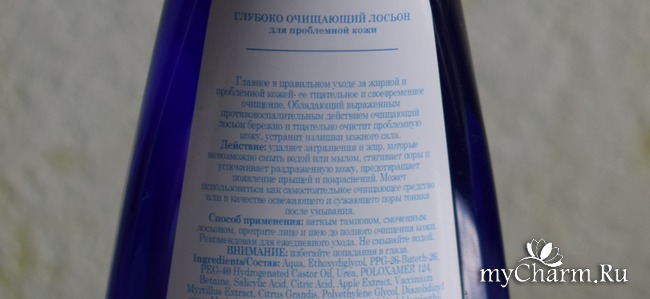 ГЛУБОКО ОЧИЩАЮЩИЙ ЛОСЬОН
для проблемной кожи
Главное в правильном уходе за жирной и
проблемной кожей- ее тщательное и своевременное
очищение. Обладающий выраженным
противовоспалительным действием очищающий
лосьон бережно и тщательно очистит проблемную
кожу, устранит излишки кожного сала.
Действие: удаляет загрязнения и жир, которые
невозможно смыть водой или мылом, стягивает поры и
успокаивает раздраженную кожу, предотвращает
появление прыщей и покраснений. Может
использоваться как самостоятельное очищающее средство
или в качестве освежающего и сужающего поры тоника
после умывания.
Способ применения: ватным тампоном, смоченным
лосьоном, протрите лицо и шею до полного очищения кожи.
Рекомендован для ежедневного ухода. Не смывайте водой.
ВНИМАНИЕ: избегайте попадания в глаза.
Ingredients/Состав: Aqua, Ethoxydiglycol, PPG-26-Buteth-26,
PEG-40 Hydrogenated Castor Oil, Urea, POLOXAMER 124,
Betaine, Salicylic Acid, Citric Acid, Apple Extract, Vaccinum
Myrtillus Extract, Citrus Grandis, Polyethylene Glycol,
myCharm.Ru